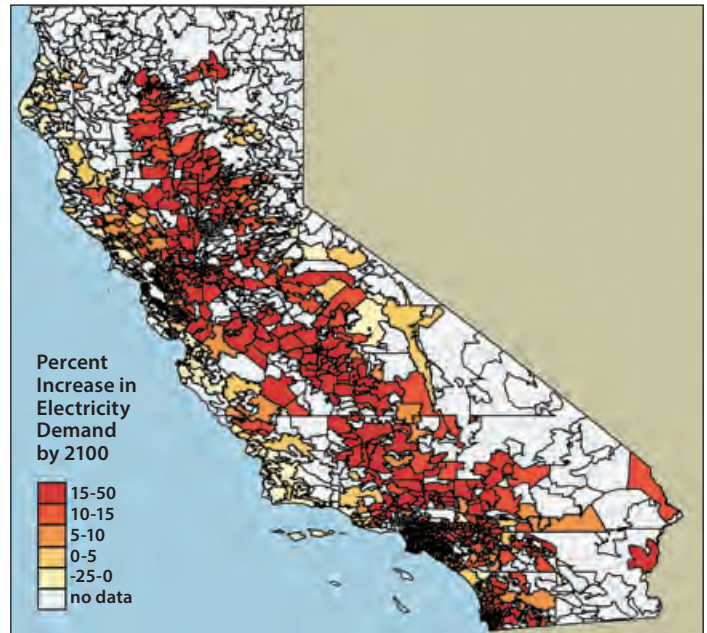 Percent
Increase in
Electricity
Demand
by 2100
15-50
10-15
5-10
0-5
-25-0
no data